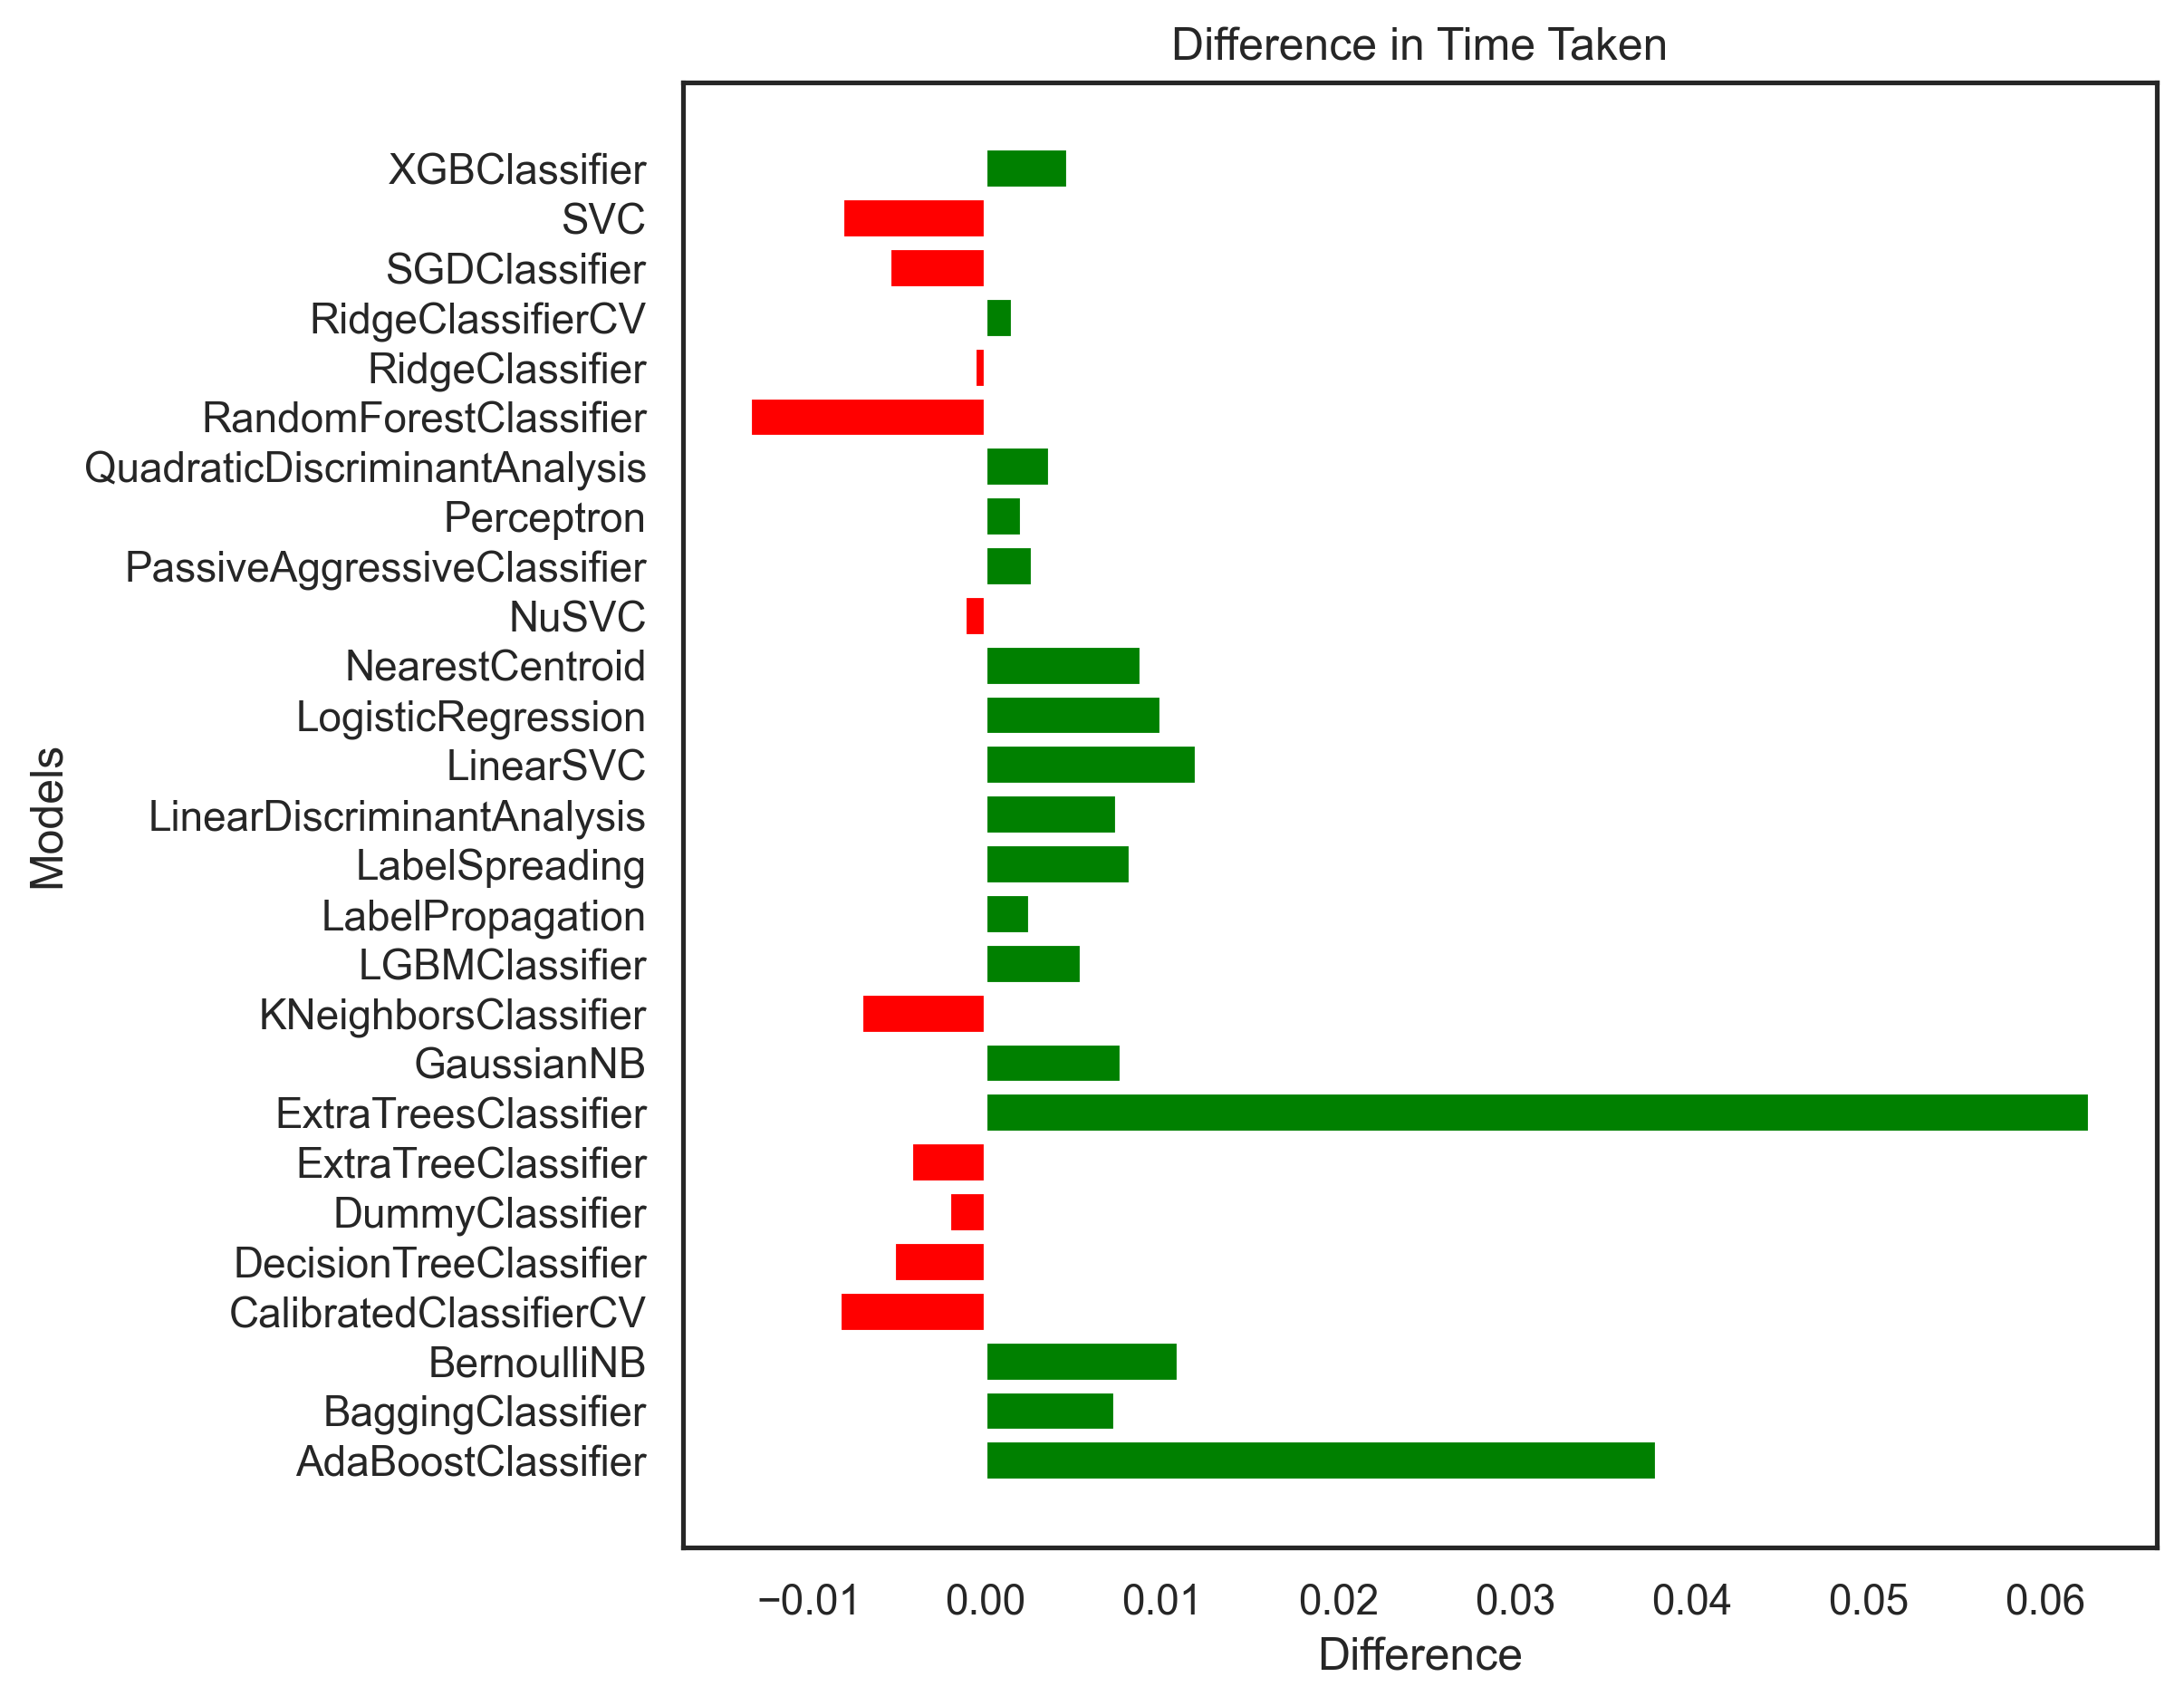 Difference in Time Taken
XGBClassifier
SVC
SGDClassifier
RidgeClassifierCV
RidgeClassifier
RandomForestClassifier
QuadraticDiscriminantAnalysis
Perceptron
PassiveAggressiveClassifier
NuSVC
NearestCentroid
LogisticRegression
LinearSVC
LinearDiscriminantAnalysis
LabelSpreading
LabelPropagation
LGBMClassifier
KNeighborsClassifier
GaussianNB
ExtraTreesClassifier
ExtraTreeClassifier
DummyClassifier
DecisionTreeClassifier
CalibratedClassifierCV
BernoulliNB
BaggingClassifier
AdaBoostClassifier
Models
−0.01 0.00 0.01 0.02 0.03 0.04 0.05 0.06
Difference